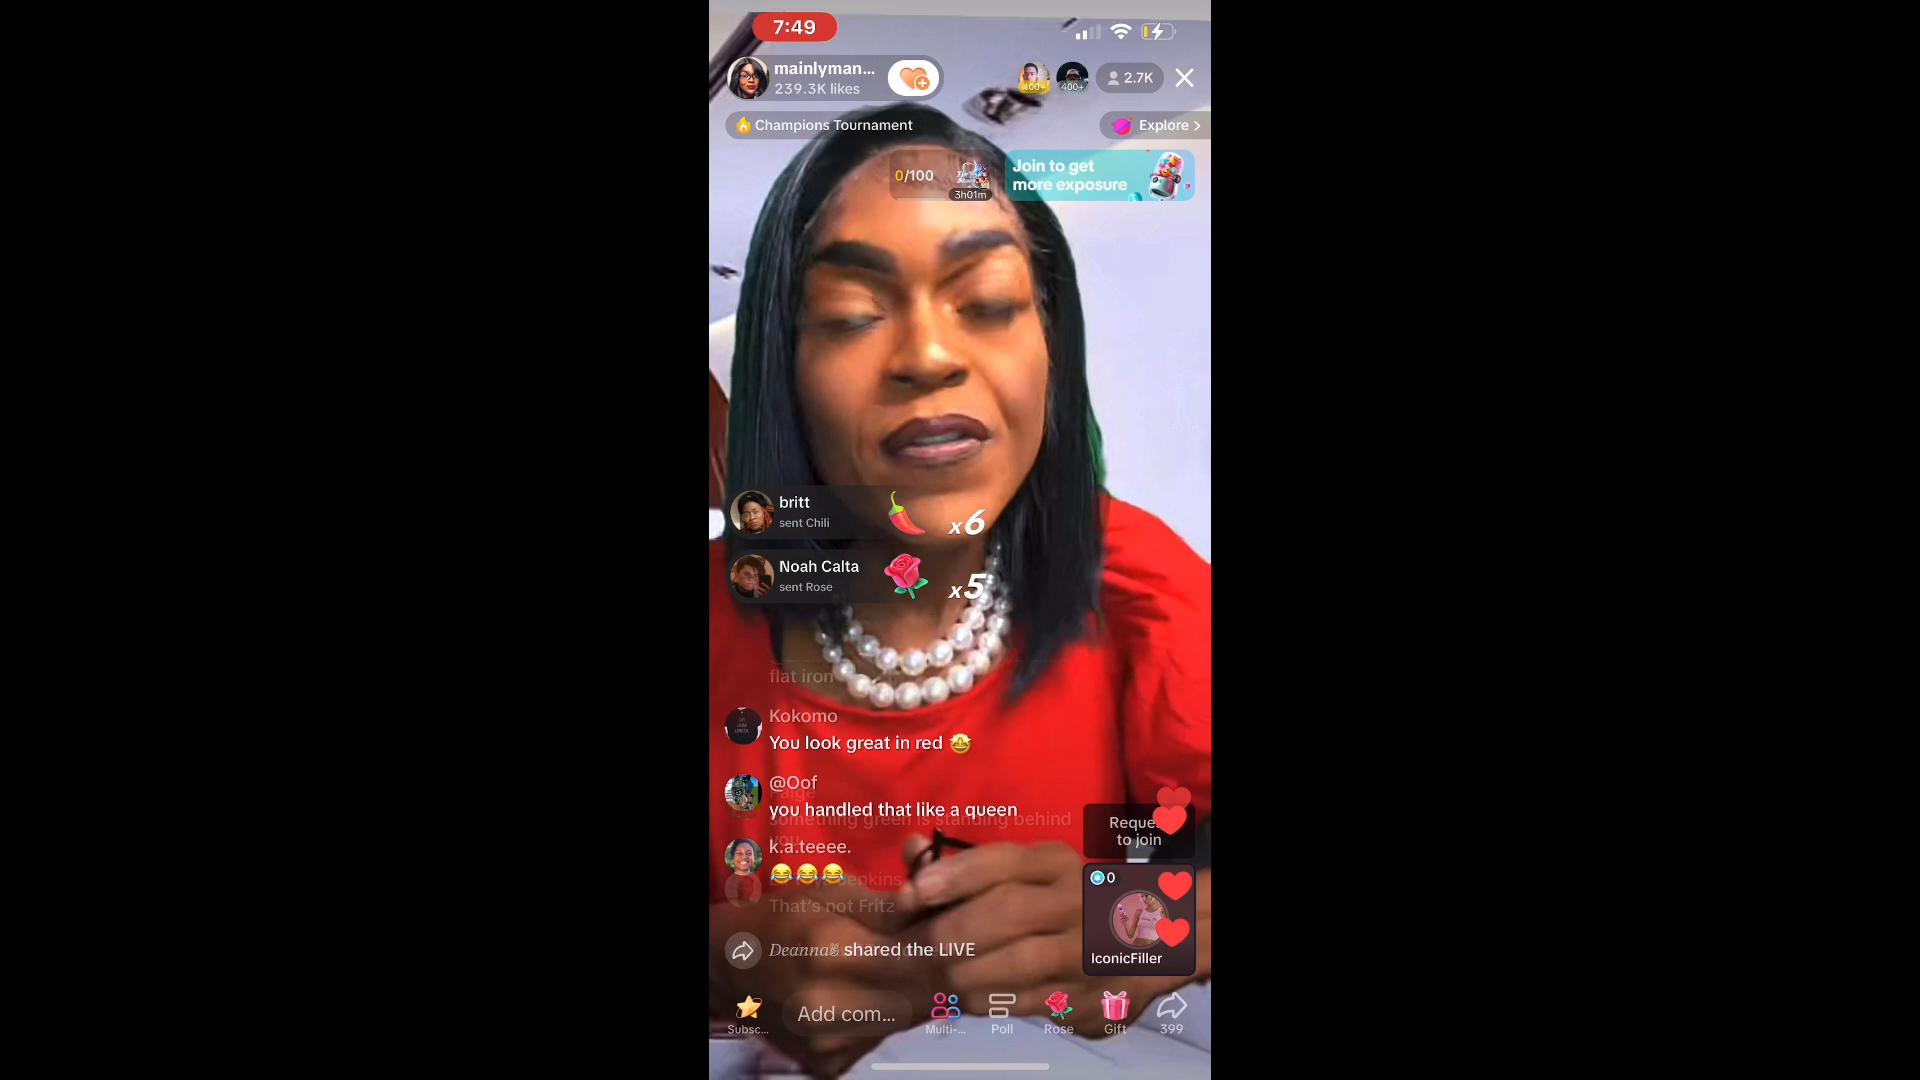 7:49
mainlyman...
239.3K likes
400+
400+
2.7K
Champions Tournament
Explore >
0/100
3h01m
Join to get
more exposure
britt
sent Chili
x6
Noah Calta
sent Rose
x5
flat iron
Kokomo
You look great in red 🤩
@Oof
Paige
you handled that like a queen
something green is standing behind
you
k.a.teeee.
😂😂😂
That's not Fritz
Deanna shared the LIVE
to join
0
IconicFiller
Subsc...
Add com...
Multi-...
Poll
Rose
Gift
399